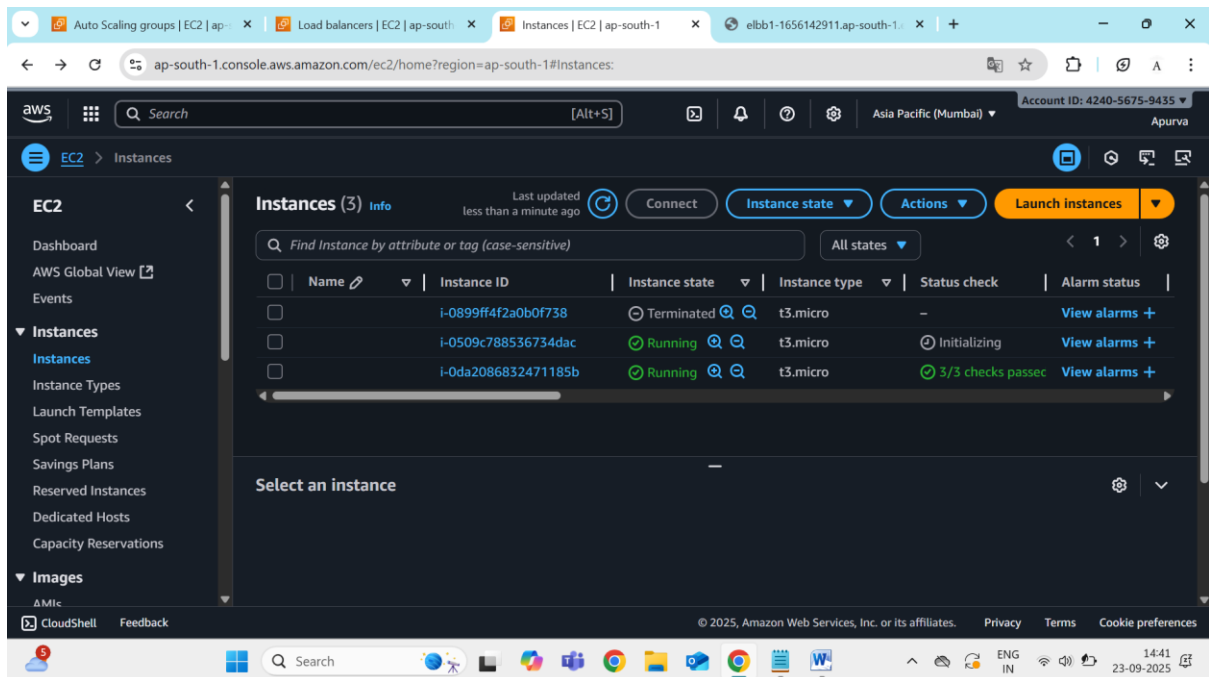 Auto Scaling groups | EC2 | ap-
Load balancers | EC2 | ap-south
Instances | EC2 | ap-south-1
elbb1-1656142911.ap-south-1.
ap-south-1.console.aws.amazon.com/ec2/home?region=ap-south-1#Instances:
A
aws
Search
[Alt+S]
Asia Pacific (Mumbai)
Account ID: 4240-5675-9435
Apurva
EC2 > Instances
EC2
Dashboard
AWS Global View
Events
Instances
Instances
Instance Types
Launch Templates
Spot Requests
Savings Plans
Reserved Instances
Dedicated Hosts
Capacity Reservations
Images
AMIs
Instances (3) Info
Last updated
less than a minute ago
Connect
Instance state
Actions
Launch instances
Find Instance by attribute or tag (case-sensitive)
All states
1
Name Instance ID Instance state Instance type Status check Alarm status
i-0899ff4f2a0b0f738 Terminated t3.micro – View alarms +
i-0509c788536734dac Running t3.micro Initializing View alarms +
i-0da2086832471185b Running t3.micro 3/3 checks passec View alarms +
Select an instance
CloudShell Feedback
© 2025, Amazon Web Services, Inc. or its affiliates. Privacy Terms Cookie preferences
5
Search
W
ENG
IN
14:41
23-09-2025